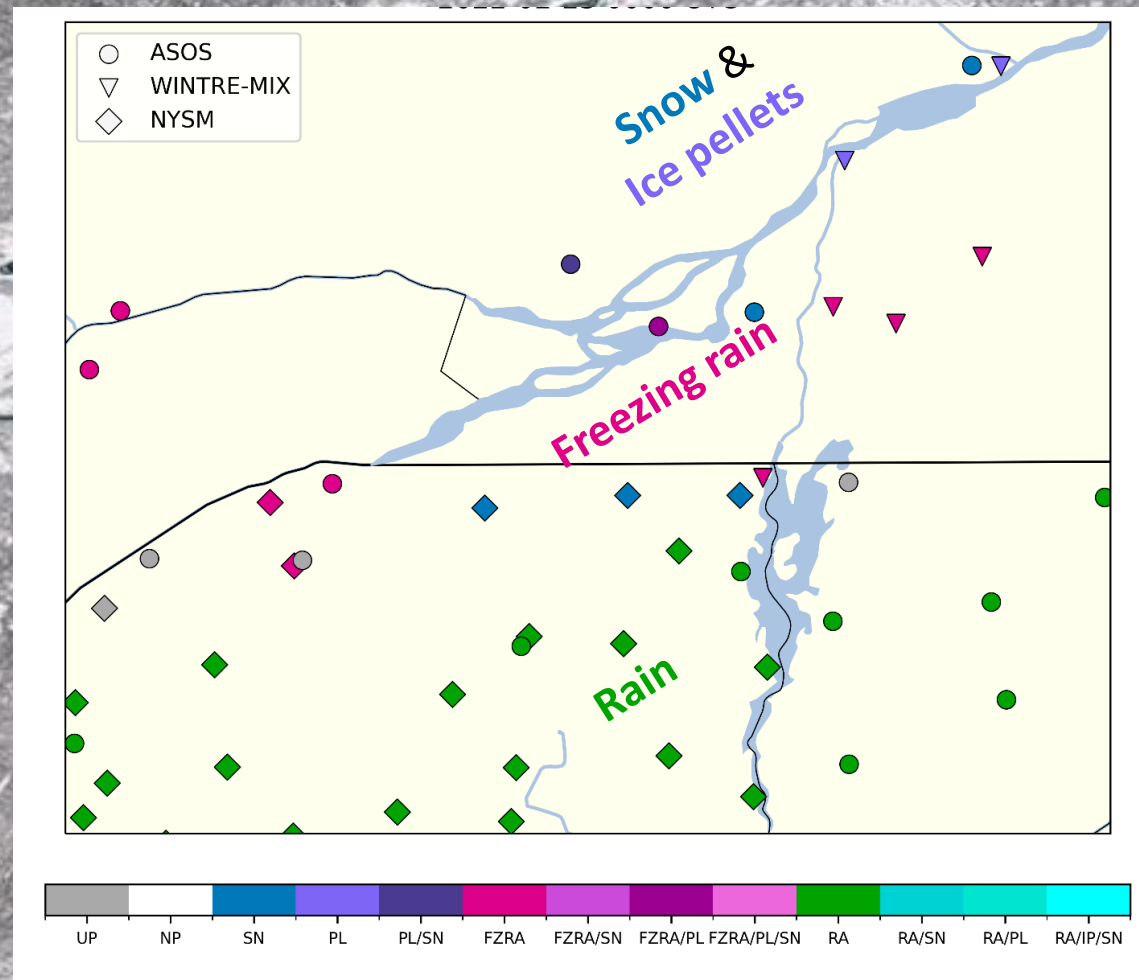 ASOS
WINTRE-MIX
NYSM
Snow &
Ice pellets
Freezing rain
Rain
UP NP SN PL PL/SN FZRA FZRA/SN FZRA/PL FZRA/PL/SN RA RA/SN RA/PL RA/IP/SN